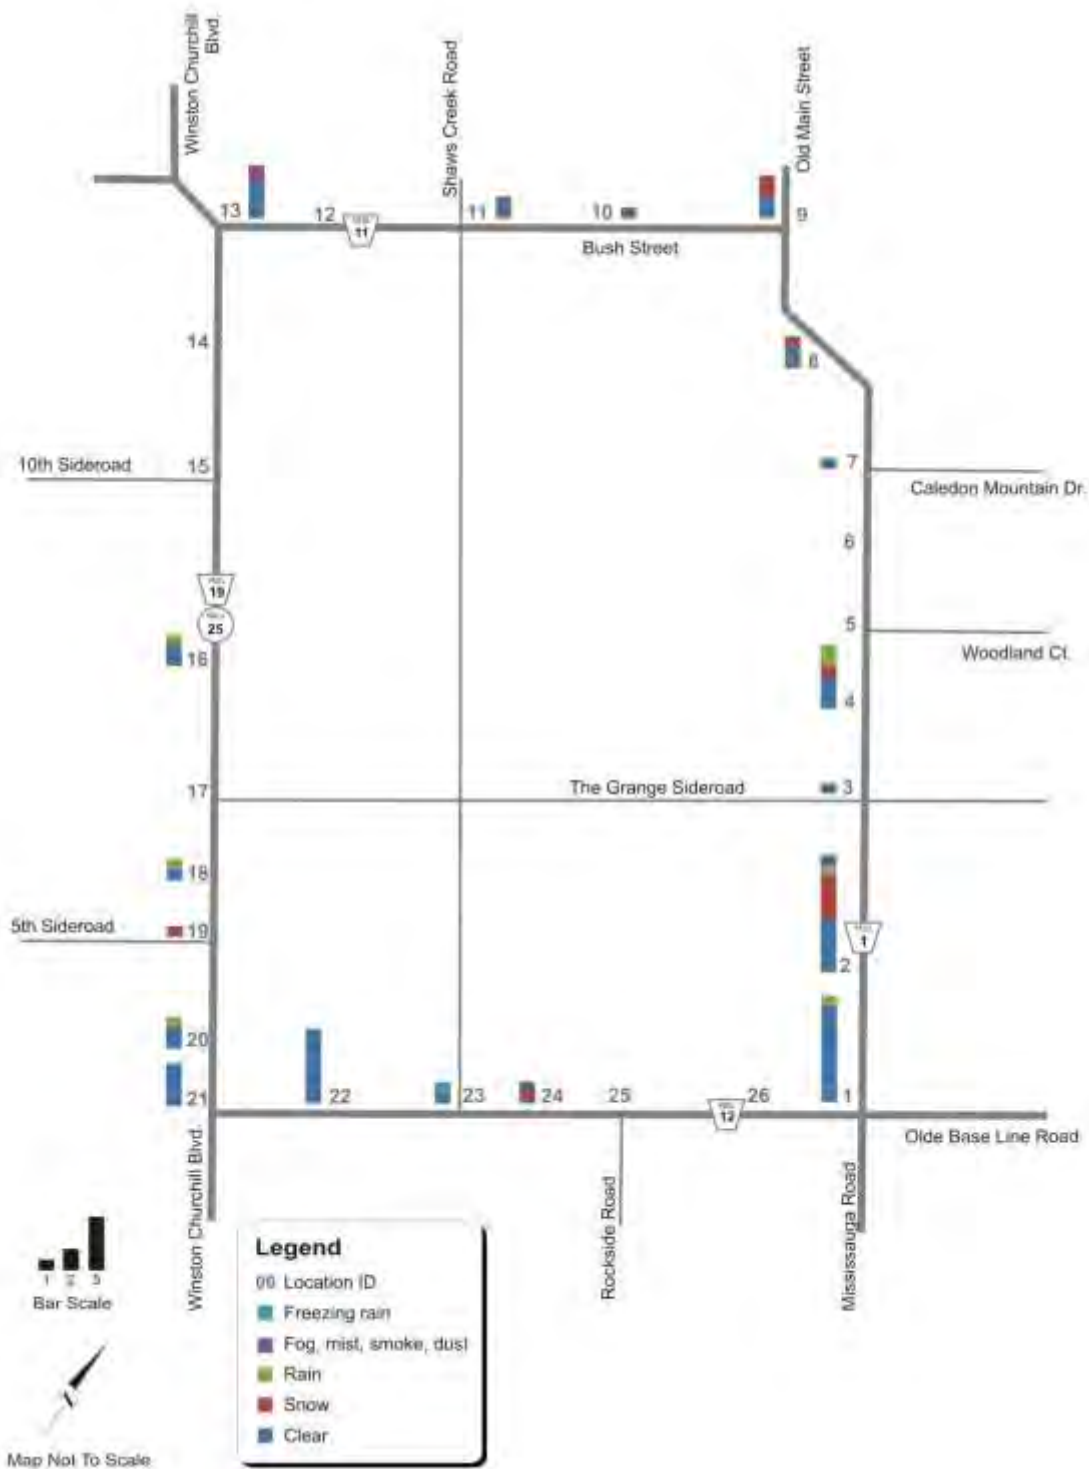 Winston Churchill
Blvd.
Shaws Creek Road
Old Main Street
13
12
11
11
10
9
Bush Street
14
8
10th Sideroad
15
7
Caledon Mountain Dr.
6
19
25
5
Woodland Ct.
16
4
17
The Grange Sideroad
3
18
5th Sideroad
19
1
2
20
21
22
23
24
25
12
26
1
Olde Base Line Road
Winston Churchill Blvd.
Rockside Road
Mississauga Road
1 2 5
Bar Scale
Map Not To Scale
Legend
00 Location ID
Freezing rain
Fog, mist, smoke, dust
Rain
Snow
Clear